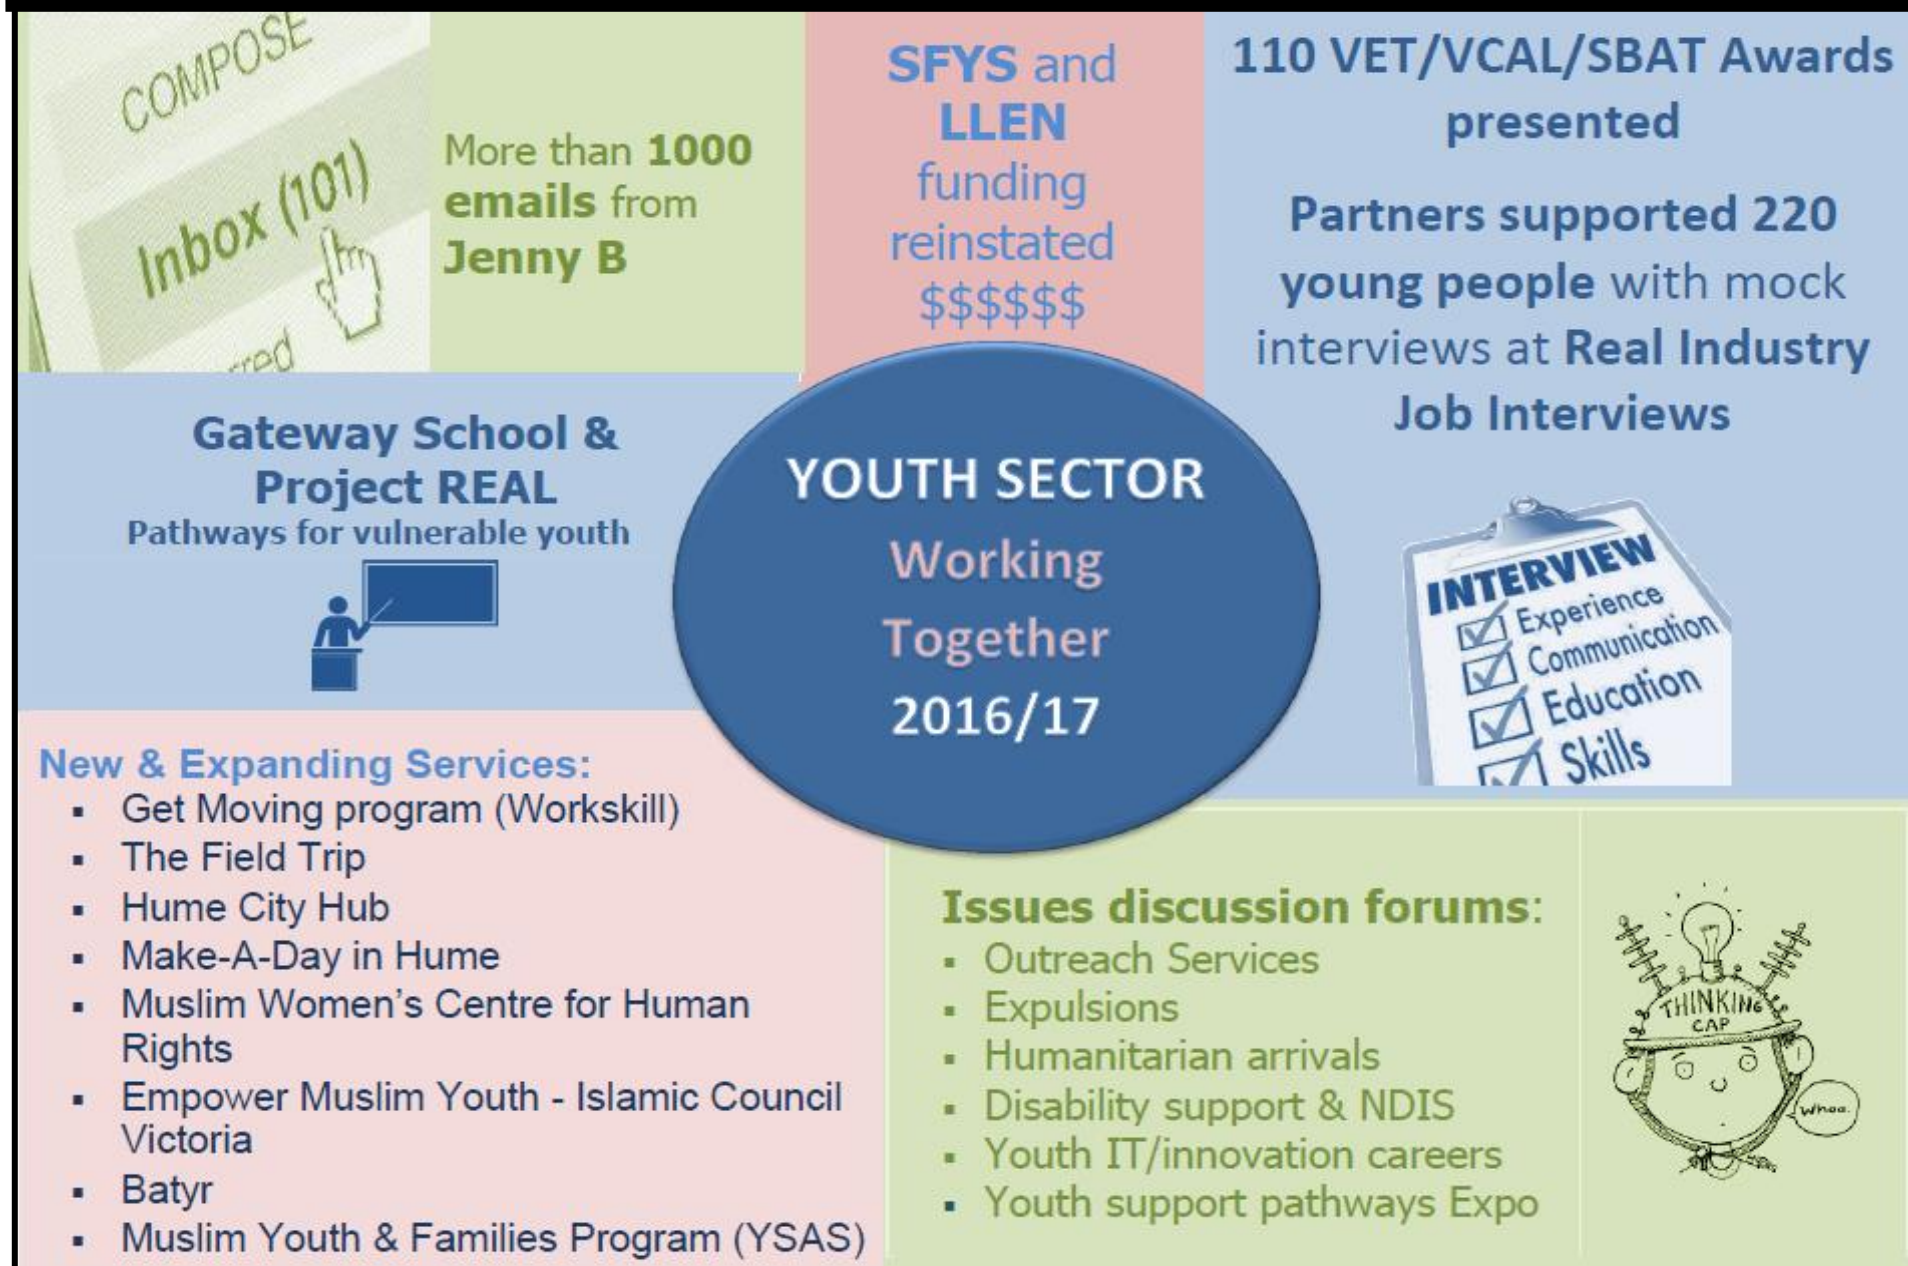 COMPOSE
Inbox (101)
More than 1000
emails from
Jenny B
SFYS and
LLEN
funding
reinstated
$$$$$$
110 VET/VCAL/SBAT Awards
presented
Partners supported 220
young people with mock
interviews at Real Industry
Job Interviews
Gateway School &
Project REAL
Pathways for vulnerable youth
YOUTH SECTOR
Working
Together
2016/17
INTERVIEW
Experience
Communication
Education
Skills
New & Expanding Services:
▪ Get Moving program (Workskill)
▪ The Field Trip
▪ Hume City Hub
▪ Make-A-Day in Hume
▪ Muslim Women’s Centre for Human
Rights
▪ Empower Muslim Youth - Islamic Council
Victoria
▪ Batyr
▪ Muslim Youth & Families Program (YSAS)
Issues discussion forums:
▪ Outreach Services
▪ Expulsions
▪ Humanitarian arrivals
▪ Disability support & NDIS
▪ Youth IT/innovation careers
▪ Youth support pathways Expo
THINKING
CAP
Whoa.